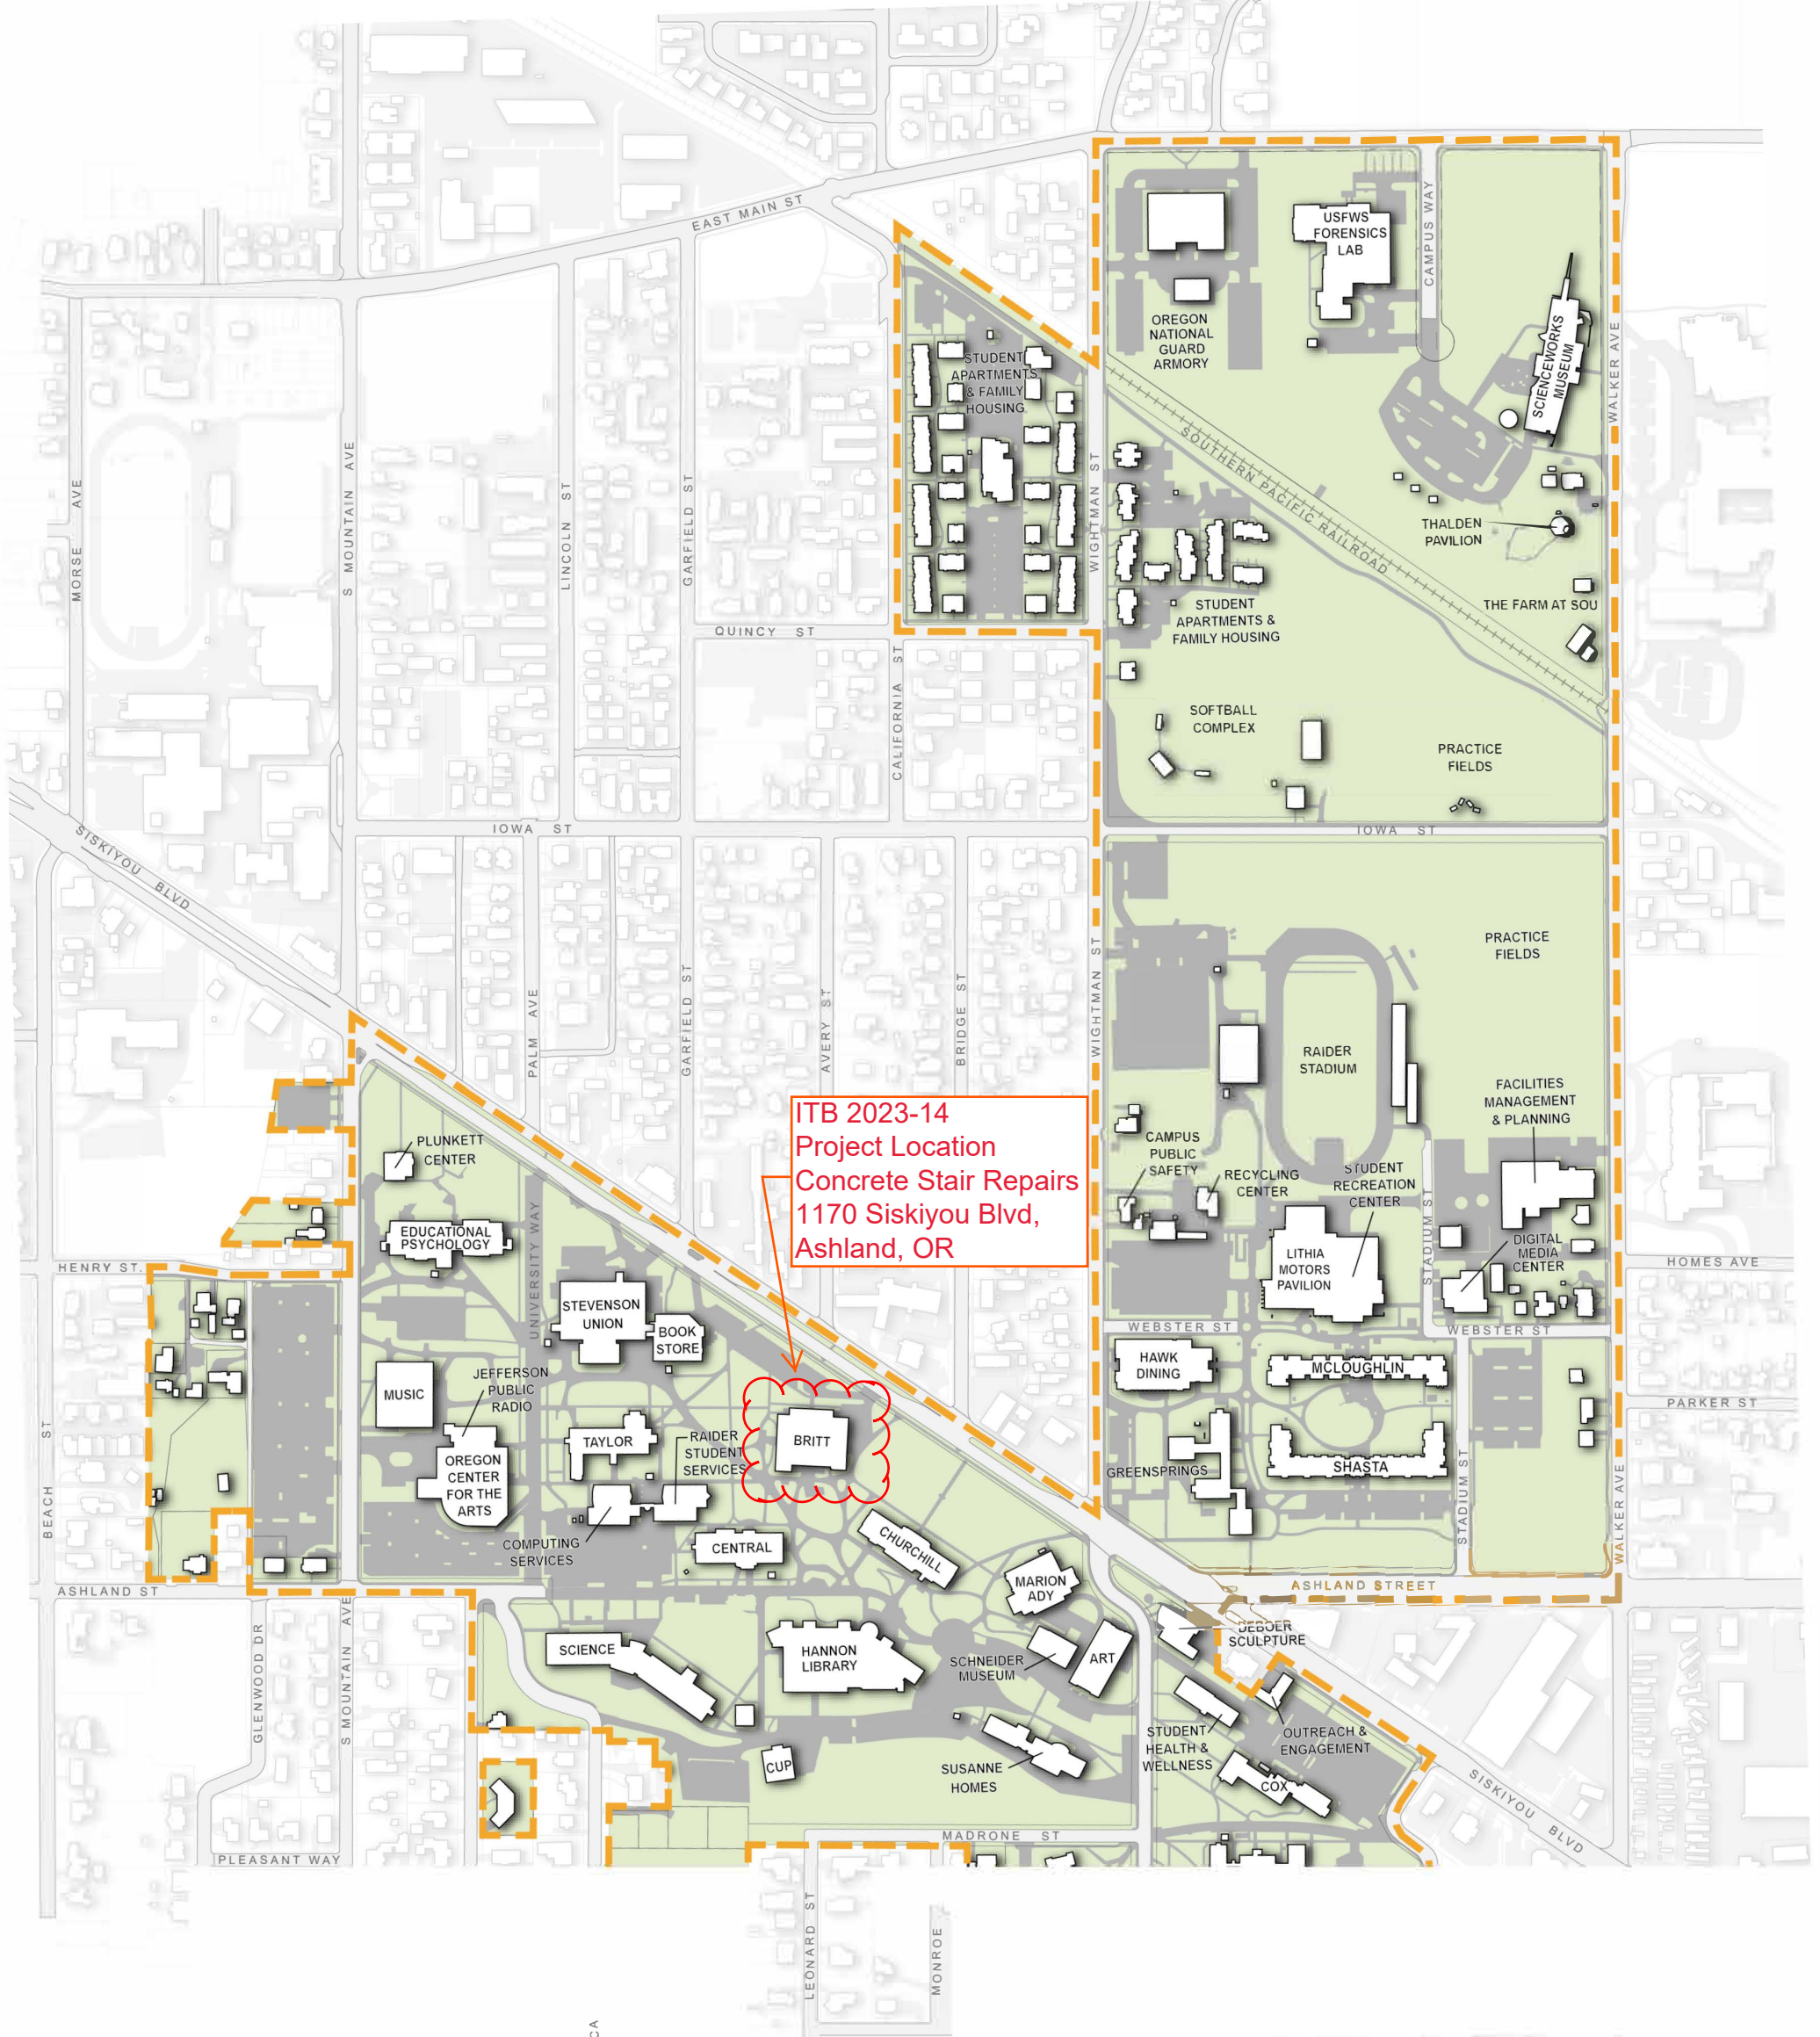 EAST MAIN ST
CAMPUS WAY
USFWS
FORENSICS
LAB
OREGON
NATIONAL
GUARD
ARMORY
SCIENCEWORKS
MUSEUM
WALKER AVE
STUDENT
APARTMENTS
& FAMILY
HOUSING
SOUTHERN PACIFIC RAILROAD
WIGHTMAN ST
MORSE AVE
S MOUNTAIN AVE
LINCOLN ST
GARFIELD ST
THALDEN
PAVILION
THE FARM AT SOU
STUDENT
APARTMENTS &
FAMILY HOUSING
QUINCY ST
CALIFORNIA ST
SOFTBALL
COMPLEX
PRACTICE
FIELDS
SISKIYOU BLVD
IOWA ST
IOWA ST
PALM AVE
GARFIELD ST
AVERY ST
BRIDGE ST
WIGHTMAN ST
PRACTICE
FIELDS
RAIDER
STADIUM
FACILITIES
MANAGEMENT
& PLANNING
ITB 2023-14
Project Location
Concrete Stair Repairs
1170 Siskiyou Blvd,
Ashland, OR
PLUNKETT
CENTER
CAMPUS
PUBLIC
SAFETY
RECYCLING
CENTER
STUDENT
RECREATION
CENTER
STADIUM ST
EDUCATIONAL
PSYCHOLOGY
UNIVERSITY WAY
LITHIA
MOTORS
PAVILION
DIGITAL
MEDIA
CENTER
HENRY ST.
HOMES AVE
STEVENSON
UNION
BOOK
STORE
WEBSTER ST
WEBSTER ST
HAWK
DINING
MCLOUGHLIN
JEFFERSON
PUBLIC
RADIO
MUSIC
PARKER ST
BEACH ST
TAYLOR
RAIDER
STUDENT
SERVICES
BRITT
OREGON
CENTER
FOR THE
ARTS
GREENSPRINGS
SHASTA
STADIUM ST
WALKER AVE
COMPUTING
SERVICES
CENTRAL
CHURCHILL
MARION
ADY
ASHLAND ST
ASHLAND STREET
DEBOER
SCULPTURE
GLENWOOD DR
S MOUNTAIN AVE
SCIENCE
HANNON
LIBRARY
SCHNEIDER
MUSEUM
ART
STUDENT
HEALTH &
WELLNESS
OUTREACH &
ENGAGEMENT
CUP
SUSANNE
HOMES
COX
SISKIYOU BLVD
MADRONE ST
PLEASANT WAY
LEONARD ST
MONROE
CA